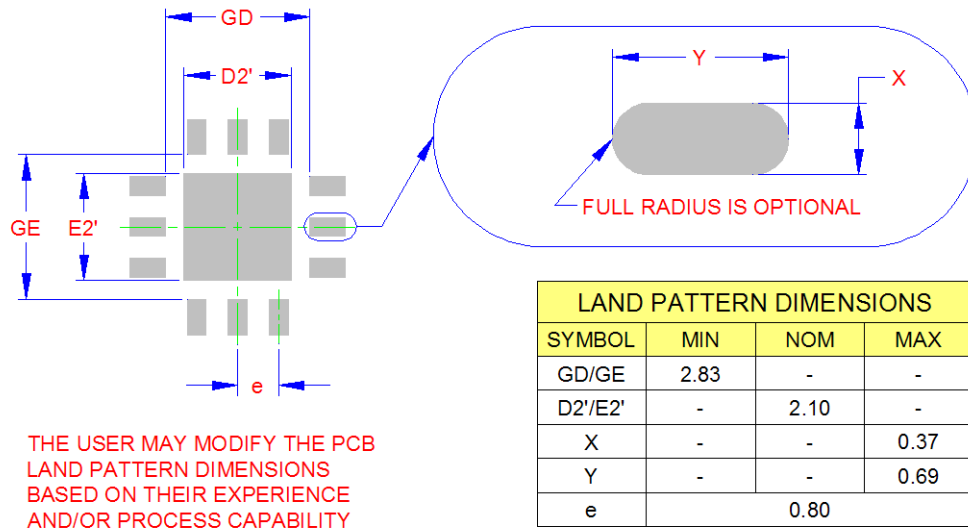 GD
D2'
GE
E2'
e
Y
X
FULL RADIUS IS OPTIONAL
THE USER MAY MODIFY THE PCB
LAND PATTERN DIMENSIONS
BASED ON THEIR EXPERIENCE
AND/OR PROCESS CAPABILITY
LAND PATTERN DIMENSIONS
SYMBOL MIN NOM MAX
GD/GE 2.83 - -
D2'/E2' - 2.10 -
X - - 0.37
Y - - 0.69
e 0.80